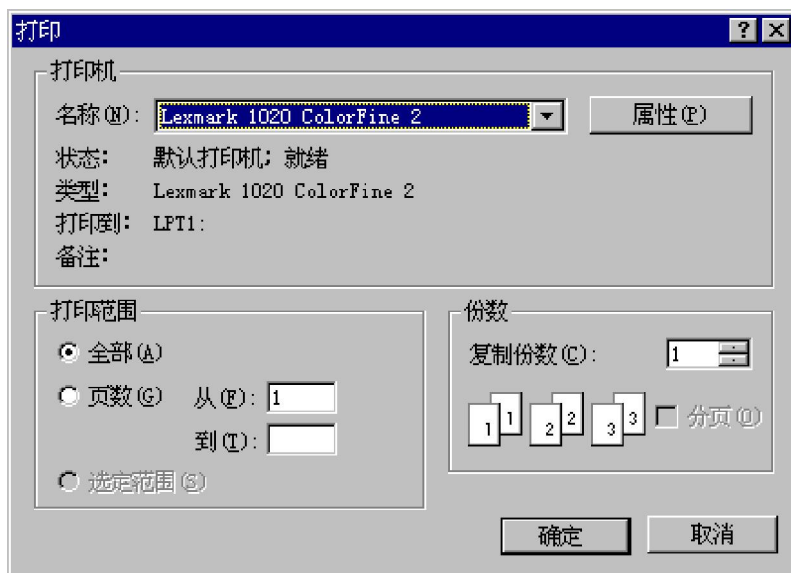 打印
打印机
名称(N): Lexmark 1020 ColorFine 2 属性(P)
状态: 默认打印机; 就绪
类型: Lexmark 1020 ColorFine 2
打印到: LPT1:
备注:
打印范围
全部(A)
页数(G) 从(F): 1
到(T):
选定范围(S)
份数
复制份数(C): 1
1 1 2 2 3 3 分页(O)
确定 取消